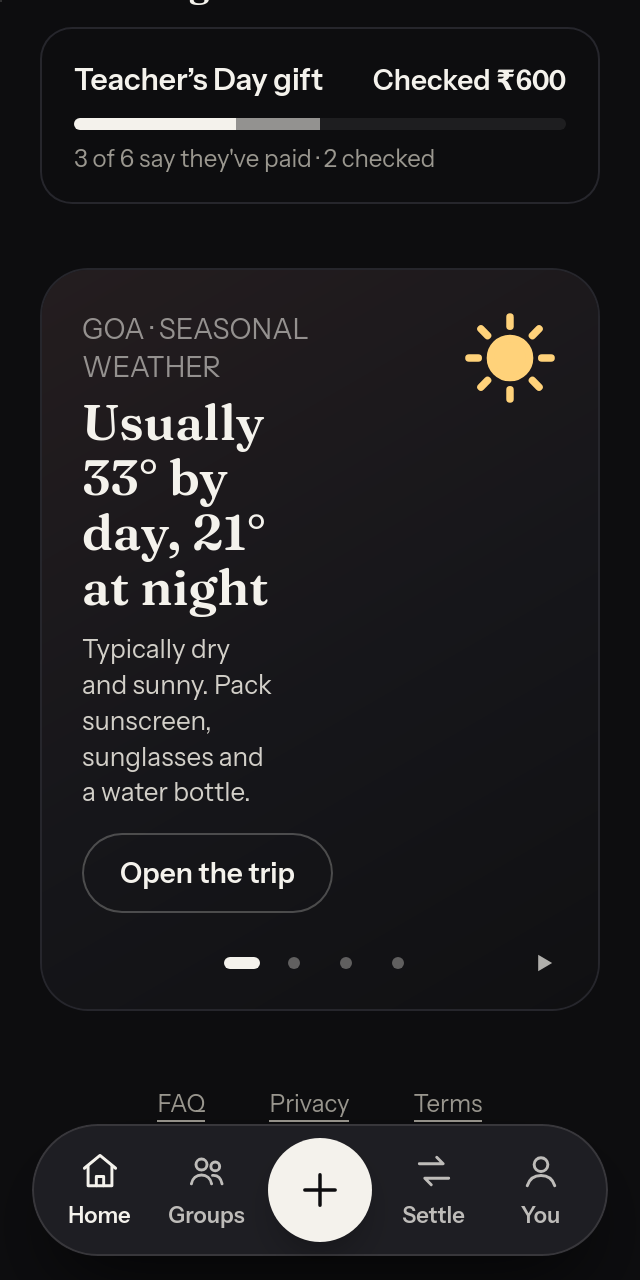 Teacher’s Day gift
Checked ₹600
3 of 6 say they've paid · 2 checked
GOA · SEASONAL
WEATHER
Usually
33° by
day, 21°
at night
Typically dry
and sunny. Pack
sunscreen,
sunglasses and
a water bottle.
Open the trip
FAQ
Privacy
Terms
Home
Groups
Settle
You